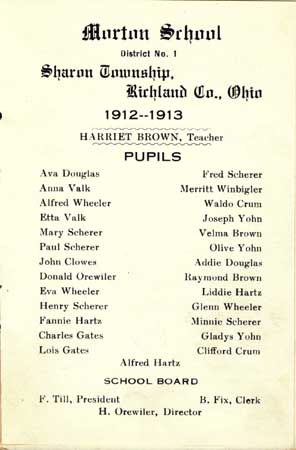 Morton School
District No. 1
Sharon Township,
Richland Co., Ohio
1912--1913
HARRIET BROWN, Teacher
PUPILS
Ava Douglas Fred Scherer
Anna Valk Merritt Winbigler
Alfred Wheeler Waldo Crum
Etta Valk Joseph Yohn
Mary Scherer Velma Brown
Paul Scherer Olive Yohn
John Clowes Addie Douglas
Donald Orewiler Raymond Brown
Eva Wheeler Liddie Hartz
Henry Scherer Glenn Wheeler
Fannie Hartz Minnie Scherer
Charles Gates Gladys Yohn
Lois Gates Clifford Crum
Alfred Hartz
SCHOOL BOARD
F. Till, President B. Fix, Clerk
H. Orewiler, Director